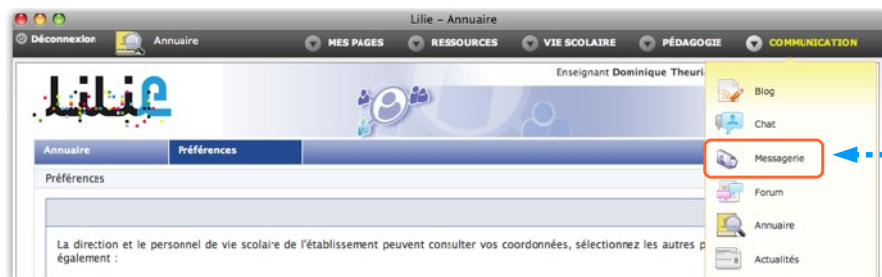 Lilie – Annuaire
Déconnexion Annuaire MES PAGES RESSOURCES VIE SCOLAIRE PÉDAGOGIE COMMUNICATION
Enseignant Dominique Theuri
Lilie
Blog
Chat
Annuaire Préférences
Messagerie
Préférences
Forum
Annuaire
La direction et le personnel de vie scolaire de l'établissement peuvent consulter vos coordonnées, sélectionnez les autres p
également :
Actualités